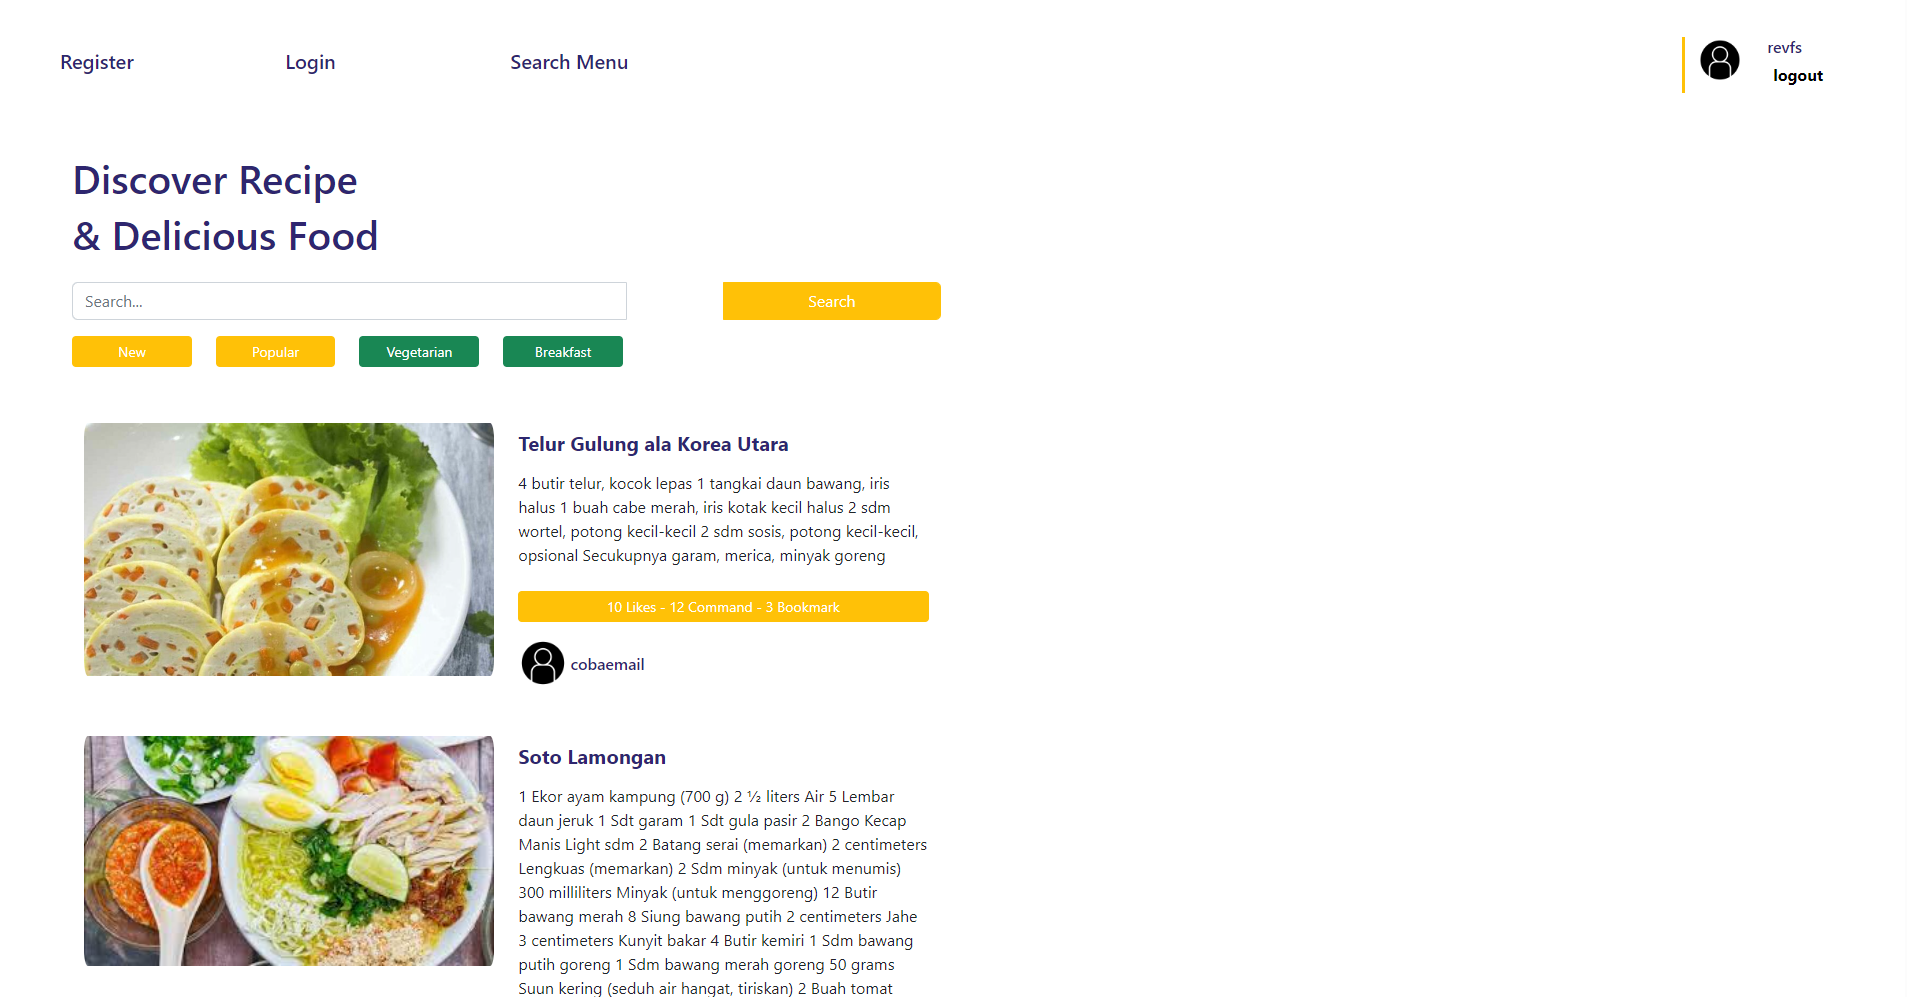 Register
Login
Search Menu
revfs
logout
Discover Recipe
& Delicious Food
Search...
Search
New
Popular
Vegetarian
Breakfast
Telur Gulung ala Korea Utara
4 butir telur, kocok lepas 1 tangkai daun bawang, iris
halus 1 buah cabe merah, iris kotak kecil halus 2 sdm
wortel, potong kecil-kecil 2 sdm sosis, potong kecil-kecil,
opsional Secukupnya garam, merica, minyak goreng
10 Likes - 12 Command - 3 Bookmark
cobaemail
Soto Lamongan
1 Ekor ayam kampung (700 g) 2 ½ liters Air 5 Lembar
daun jeruk 1 Sdt garam 1 Sdt gula pasir 2 Bango Kecap
Manis Light sdm 2 Batang serai (memarkan) 2 centimeters
Lengkuas (memarkan) 2 Sdm minyak (untuk menumis)
300 milliliters Minyak (untuk menggoreng) 12 Butir
bawang merah 8 Siung bawang putih 2 centimeters Jahe
3 centimeters Kunyit bakar 4 Butir kemiri 1 Sdm bawang
putih goreng 1 Sdm bawang merah goreng 50 grams
Suun kering (seduh air hangat, tiriskan) 2 Buah tomat